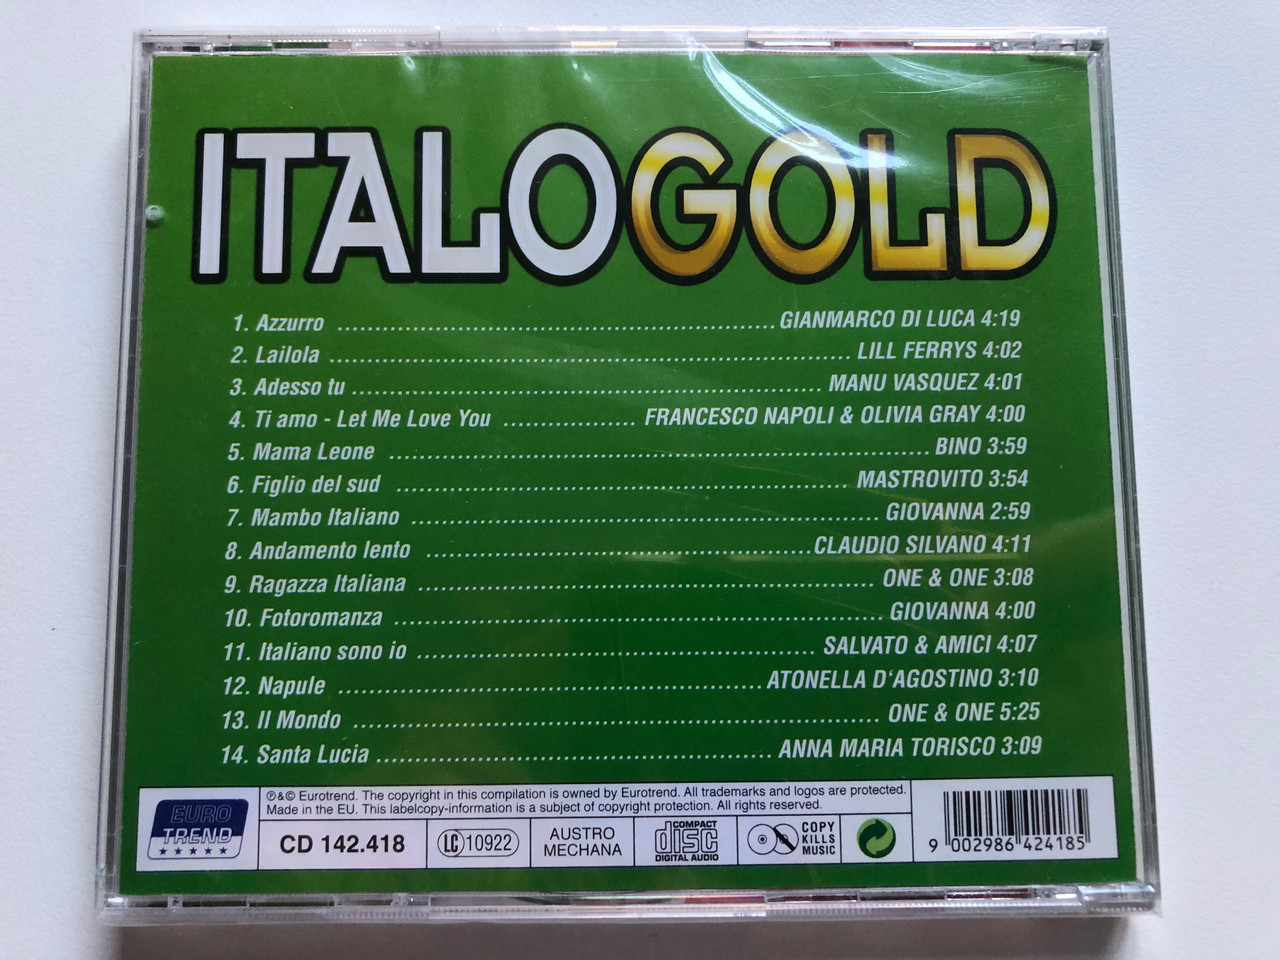 ITALOGOLD
1. Azzurro ........ GIANMARCO DI LUCA 4:19
2. Lailola ........ LILL FERRYS 4:02
3. Adesso tu ........ MANU VASQUEZ 4:01
4. Ti amo - Let Me Love You ........ FRANCESCO NAPOLI & OLIVIA GRAY 4:00
5. Mama Leone ........ BINO 3:59
6. Figlio del sud ........ MASTROVITO 3:54
7. Mambo Italiano ........ GIOVANNA 2:59
8. Andamento lento ........ CLAUDIO SILVANO 4:11
9. Ragazza Italiana ........ ONE & ONE 3:08
10. Fotoromanza ........ GIOVANNA 4:00
11. Italiano sono io ........ SALVATO & AMICI 4:07
12. Napule ........ ATONELLA D'AGOSTINO 3:10
13. Il Mondo ........ ONE & ONE 5:25
14. Santa Lucia ........ ANNA MARIA TORISCO 3:09
EURO
TREND
℗&© Eurotrend. The copyright in this compilation is owned by Eurotrend. All trademarks and logos are protected.
Made in the EU. This labelcopy-information is a subject of copyright protection. All rights reserved.
CD 142.418
LC 10922
AUSTRO
MECHANA
COMPACT
disc
DIGITAL AUDIO
COPY
KILLS
MUSIC
9 002986 424185